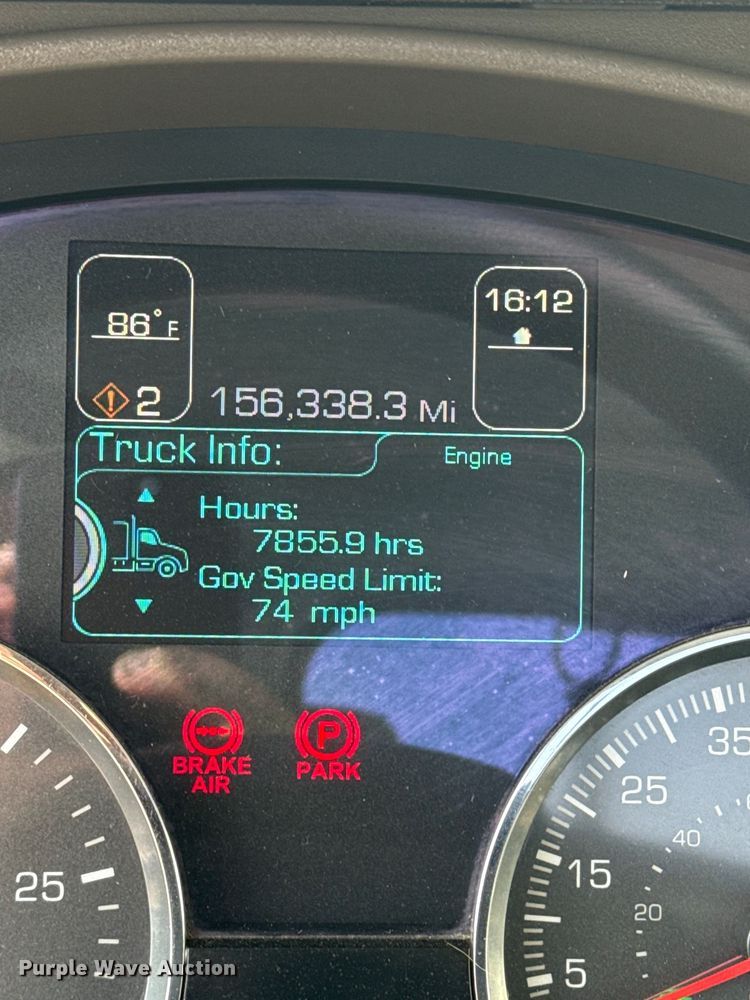 86°F
16:12
2
156,338.3 Mi
Truck Info:
Engine
Hours:
7855.9 hrs
Gov Speed Limit:
74 mph
P
BRAKE
AIR
PARK
35
25
40
25
15
20
5
Purple Wave Auction